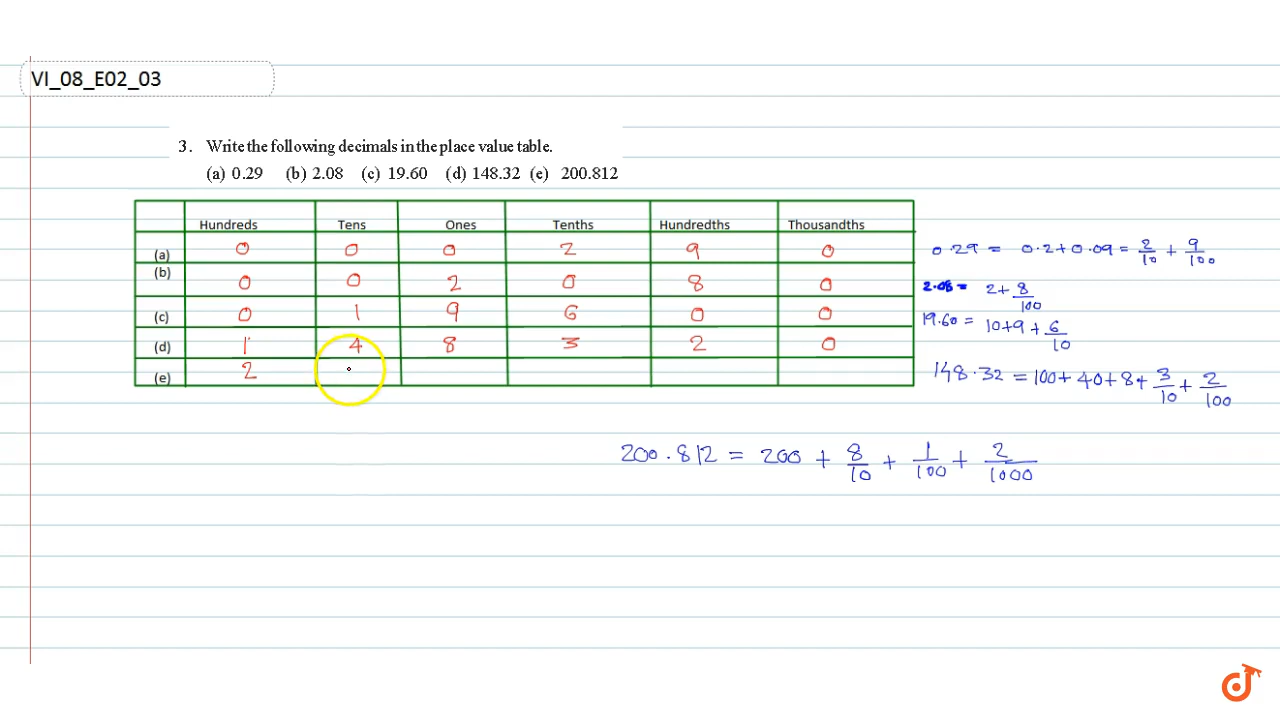 VI_08_E02_03
3. Write the following decimals in the place value table.
(a) 0.29 (b) 2.08 (c) 19.60 (d) 148.32 (e) 200.812
Hundreds Tens Ones Tenths Hundredths Thousandths
(a) 0 0 0 2 9 0
(b) 0 0 2 0 8 0
(c) 0 1 9 6 0 0
(d) 1 4 8 3 2 0
(e) 2
0.29 = 0.2+0.09 = 2/10 + 9/100
2.08 = 2+ 8/100
19.60 = 10+9 + 6/10
148.32 = 100+ 40+8+ 3/10 + 2/100
200.812 = 200 + 8/10 + 1/100 + 2/1000